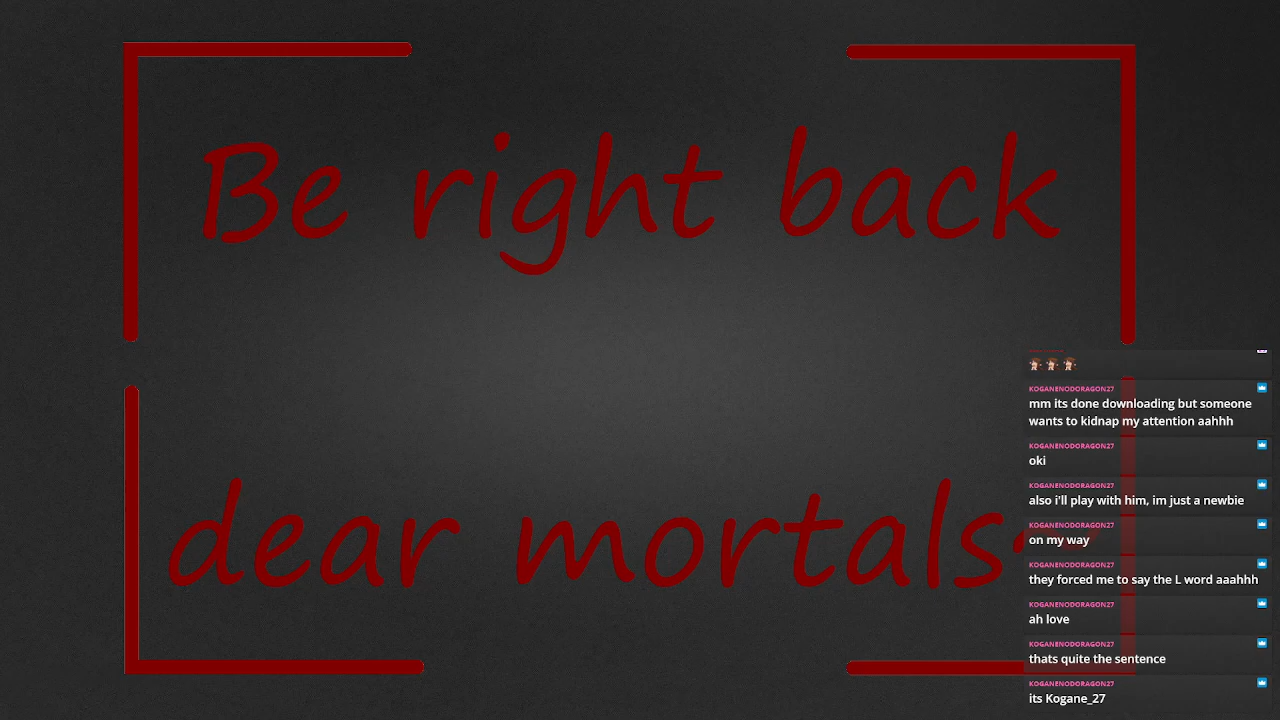 Be right back
dear mortals~
KOGANENODORAGON27
mm its done downloading but someone
wants to kidnap my attention aahhh
KOGANENODORAGON27
oki
KOGANENODORAGON27
also i'll play with him, im just a newbie
KOGANENODORAGON27
on my way
KOGANENODORAGON27
they forced me to say the L word aaahhh
KOGANENODORAGON27
ah love
KOGANENODORAGON27
thats quite the sentence
KOGANENODORAGON27
its Kogane_27